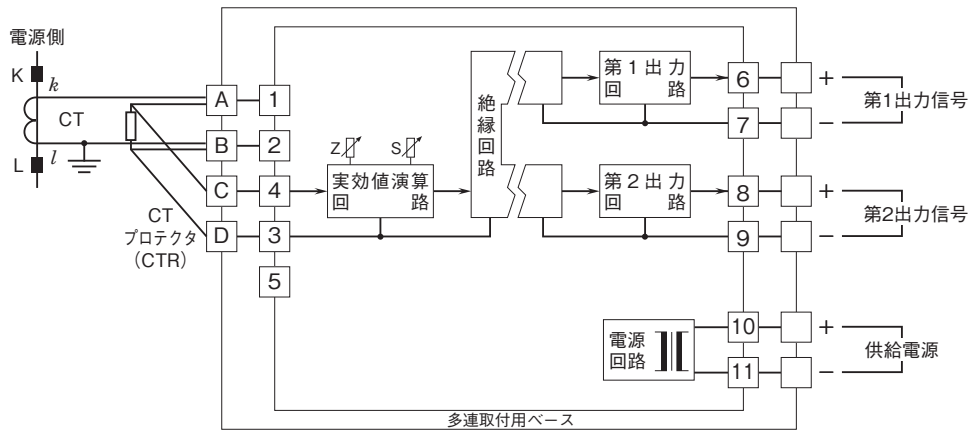 電源側
K
k
CT
L
l
CT
プロテクタ
(CTR)
A
B
C
D
1
2
4
3
5
Z
S
実効値演算
回 路
絶縁回路
第1出力
回 路
第2出力
回 路
電源
回路
6
7
8
9
10
11
+
−
第1出力信号
+
−
第2出力信号
+
−
供給電源
多連取付用ベース